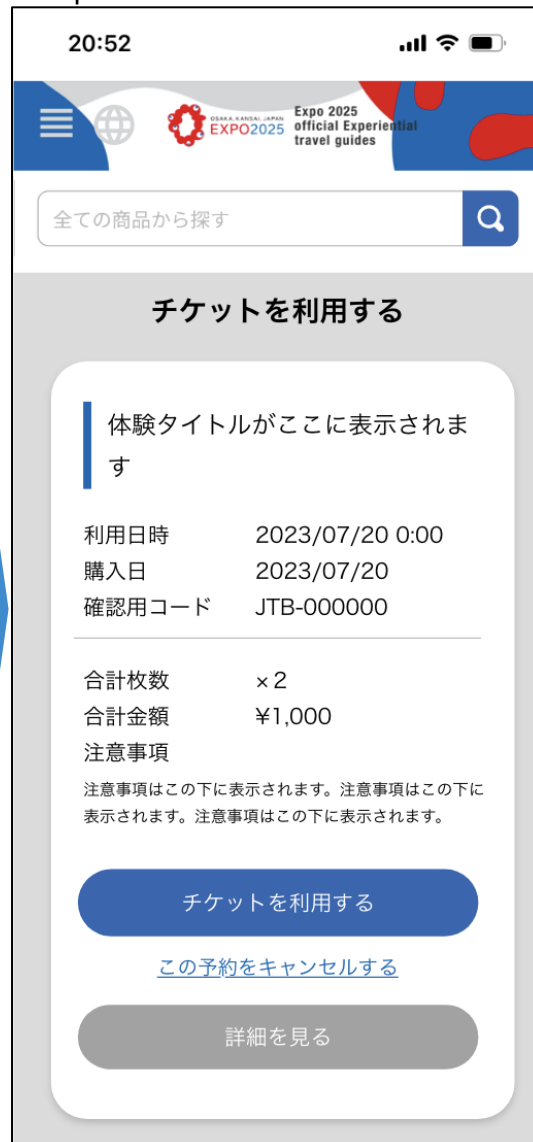 20:52
OSAKA, KANSAI, JAPAN
EXPO2025
Expo 2025
official Experiential
travel guides
全ての商品から探す
チケットを利用する
体験タイトルがここに表示されま
す
利用日時 2023/07/20 0:00
購入日 2023/07/20
確認用コード JTB-000000
合計枚数 ×2
合計金額 ¥1,000
注意事項
注意事項はこの下に表示されます。注意事項はこの下に
表示されます。注意事項はこの下に表示されます。
チケットを利用する
この予約をキャンセルする
詳細を見る